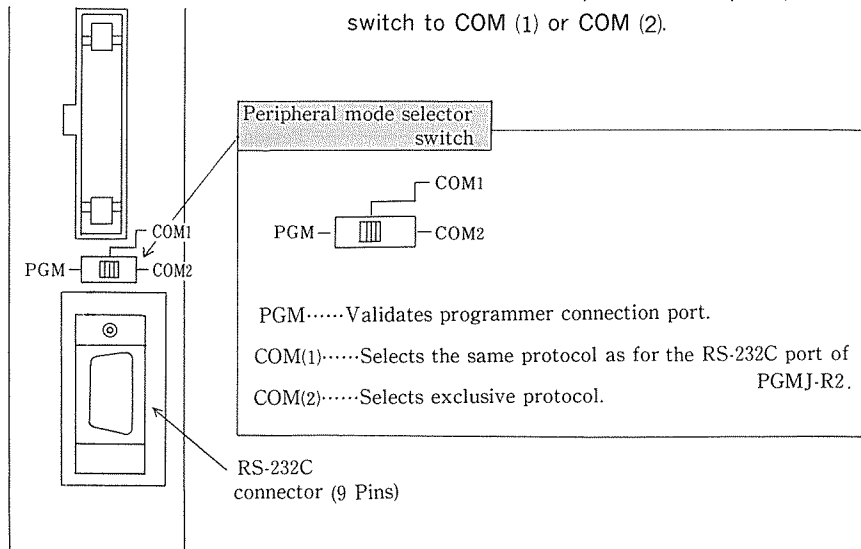 switch to COM (1) or COM (2).
Peripheral mode selector
switch
COM1
PGM
COM2
COM1
PGM
COM2
PGM······Validates programmer connection port.
COM(1)······Selects the same protocol as for the RS-232C port of
PGMJ-R2.
COM(2)······Selects exclusive protocol.
RS-232C
connector (9 Pins)